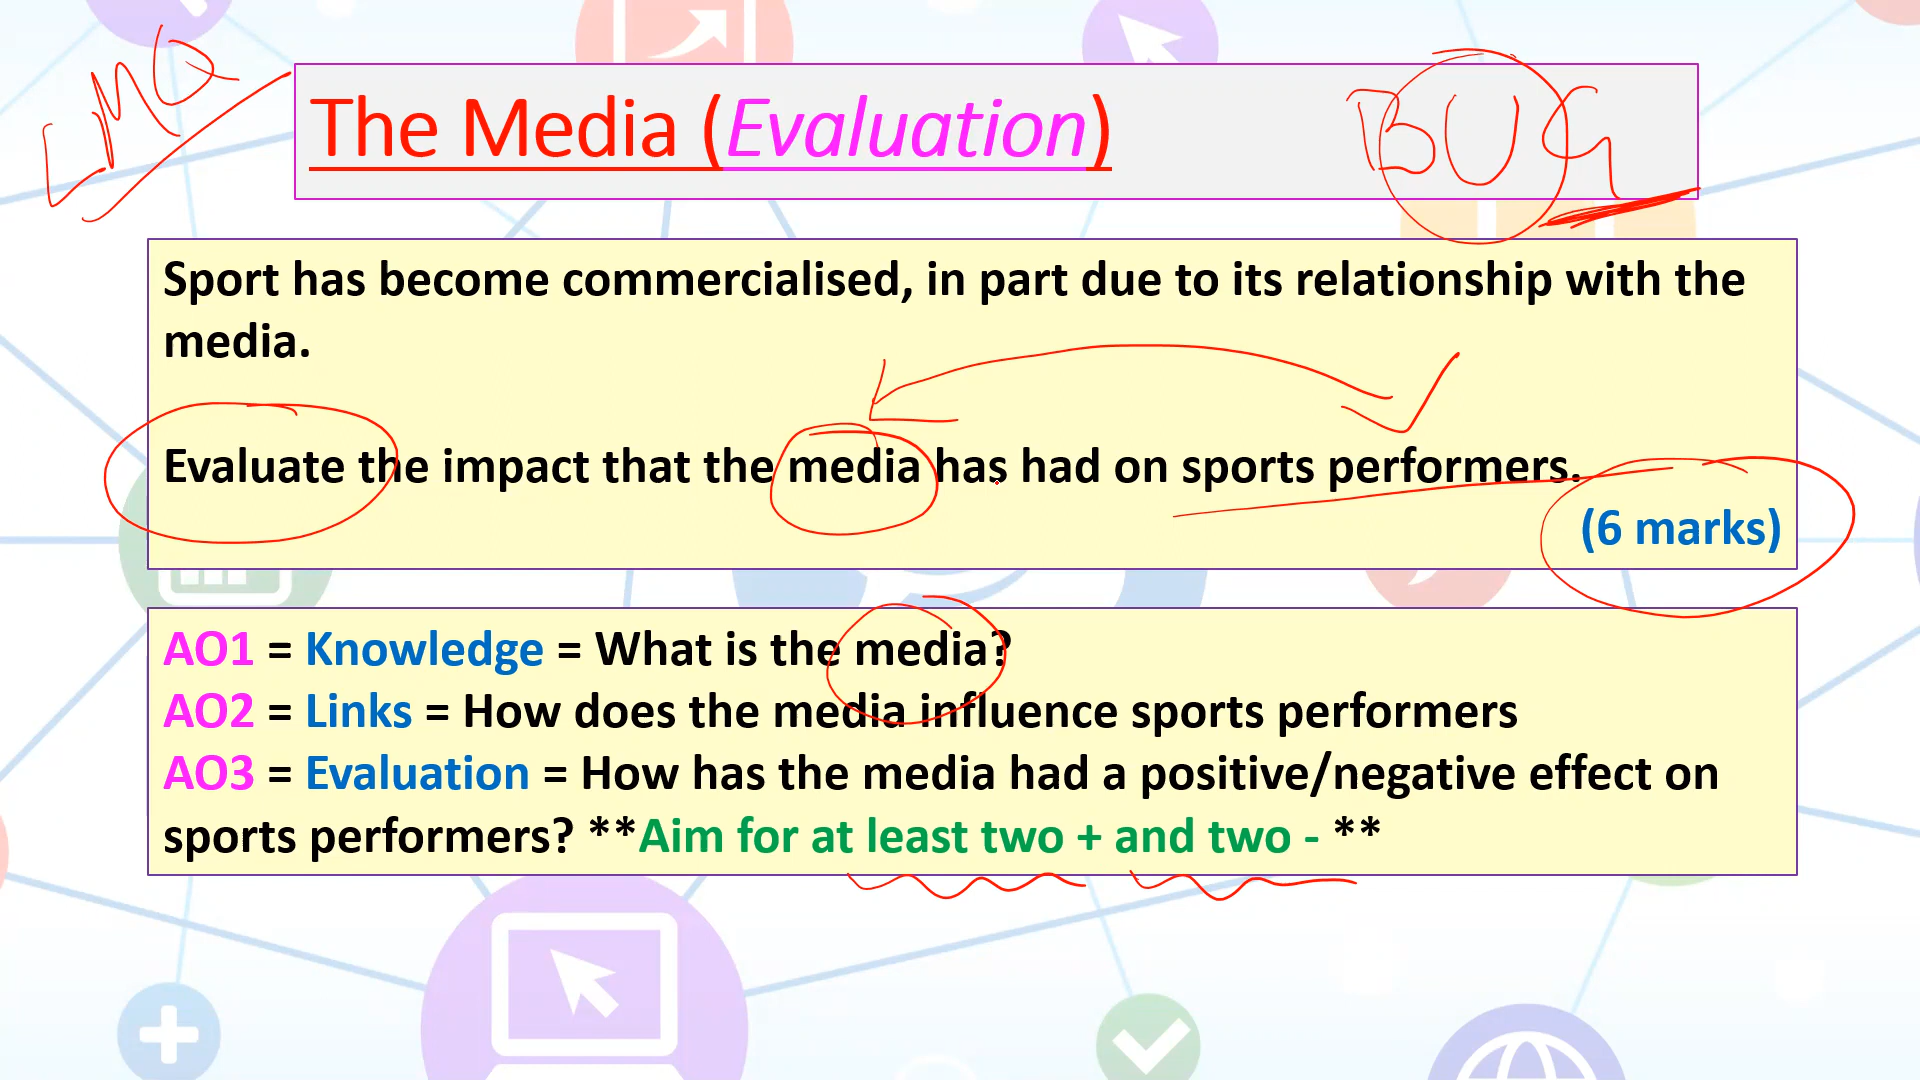 EMQ
The Media (Evaluation)
BUG
Sport has become commercialised, in part due to its relationship with the
media.
Evaluate the impact that the media has had on sports performers.
(6 marks)
AO1 = Knowledge = What is the media?
AO2 = Links = How does the media influence sports performers
AO3 = Evaluation = How has the media had a positive/negative effect on
sports performers? **Aim for at least two + and two - **